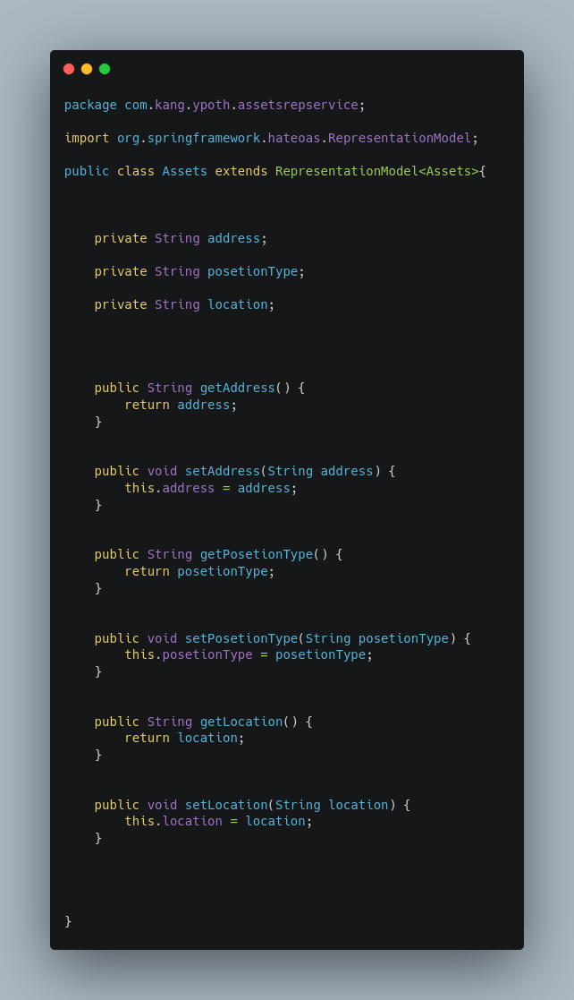 package com.kang.ypoth.assetsrepservice;
import org.springframework.hateoas.RepresentationModel;
public class Assets extends RepresentationModel<Assets>{
    private String address;
    private String posetionType;
    private String location;
    public String getAddress() {
        return address;
    }
    public void setAddress(String address) {
        this.address = address;
    }
    public String getPosetionType() {
        return posetionType;
    }
    public void setPosetionType(String posetionType) {
        this.posetionType = posetionType;
    }
    public String getLocation() {
        return location;
    }
    public void setLocation(String location) {
        this.location = location;
    }
}